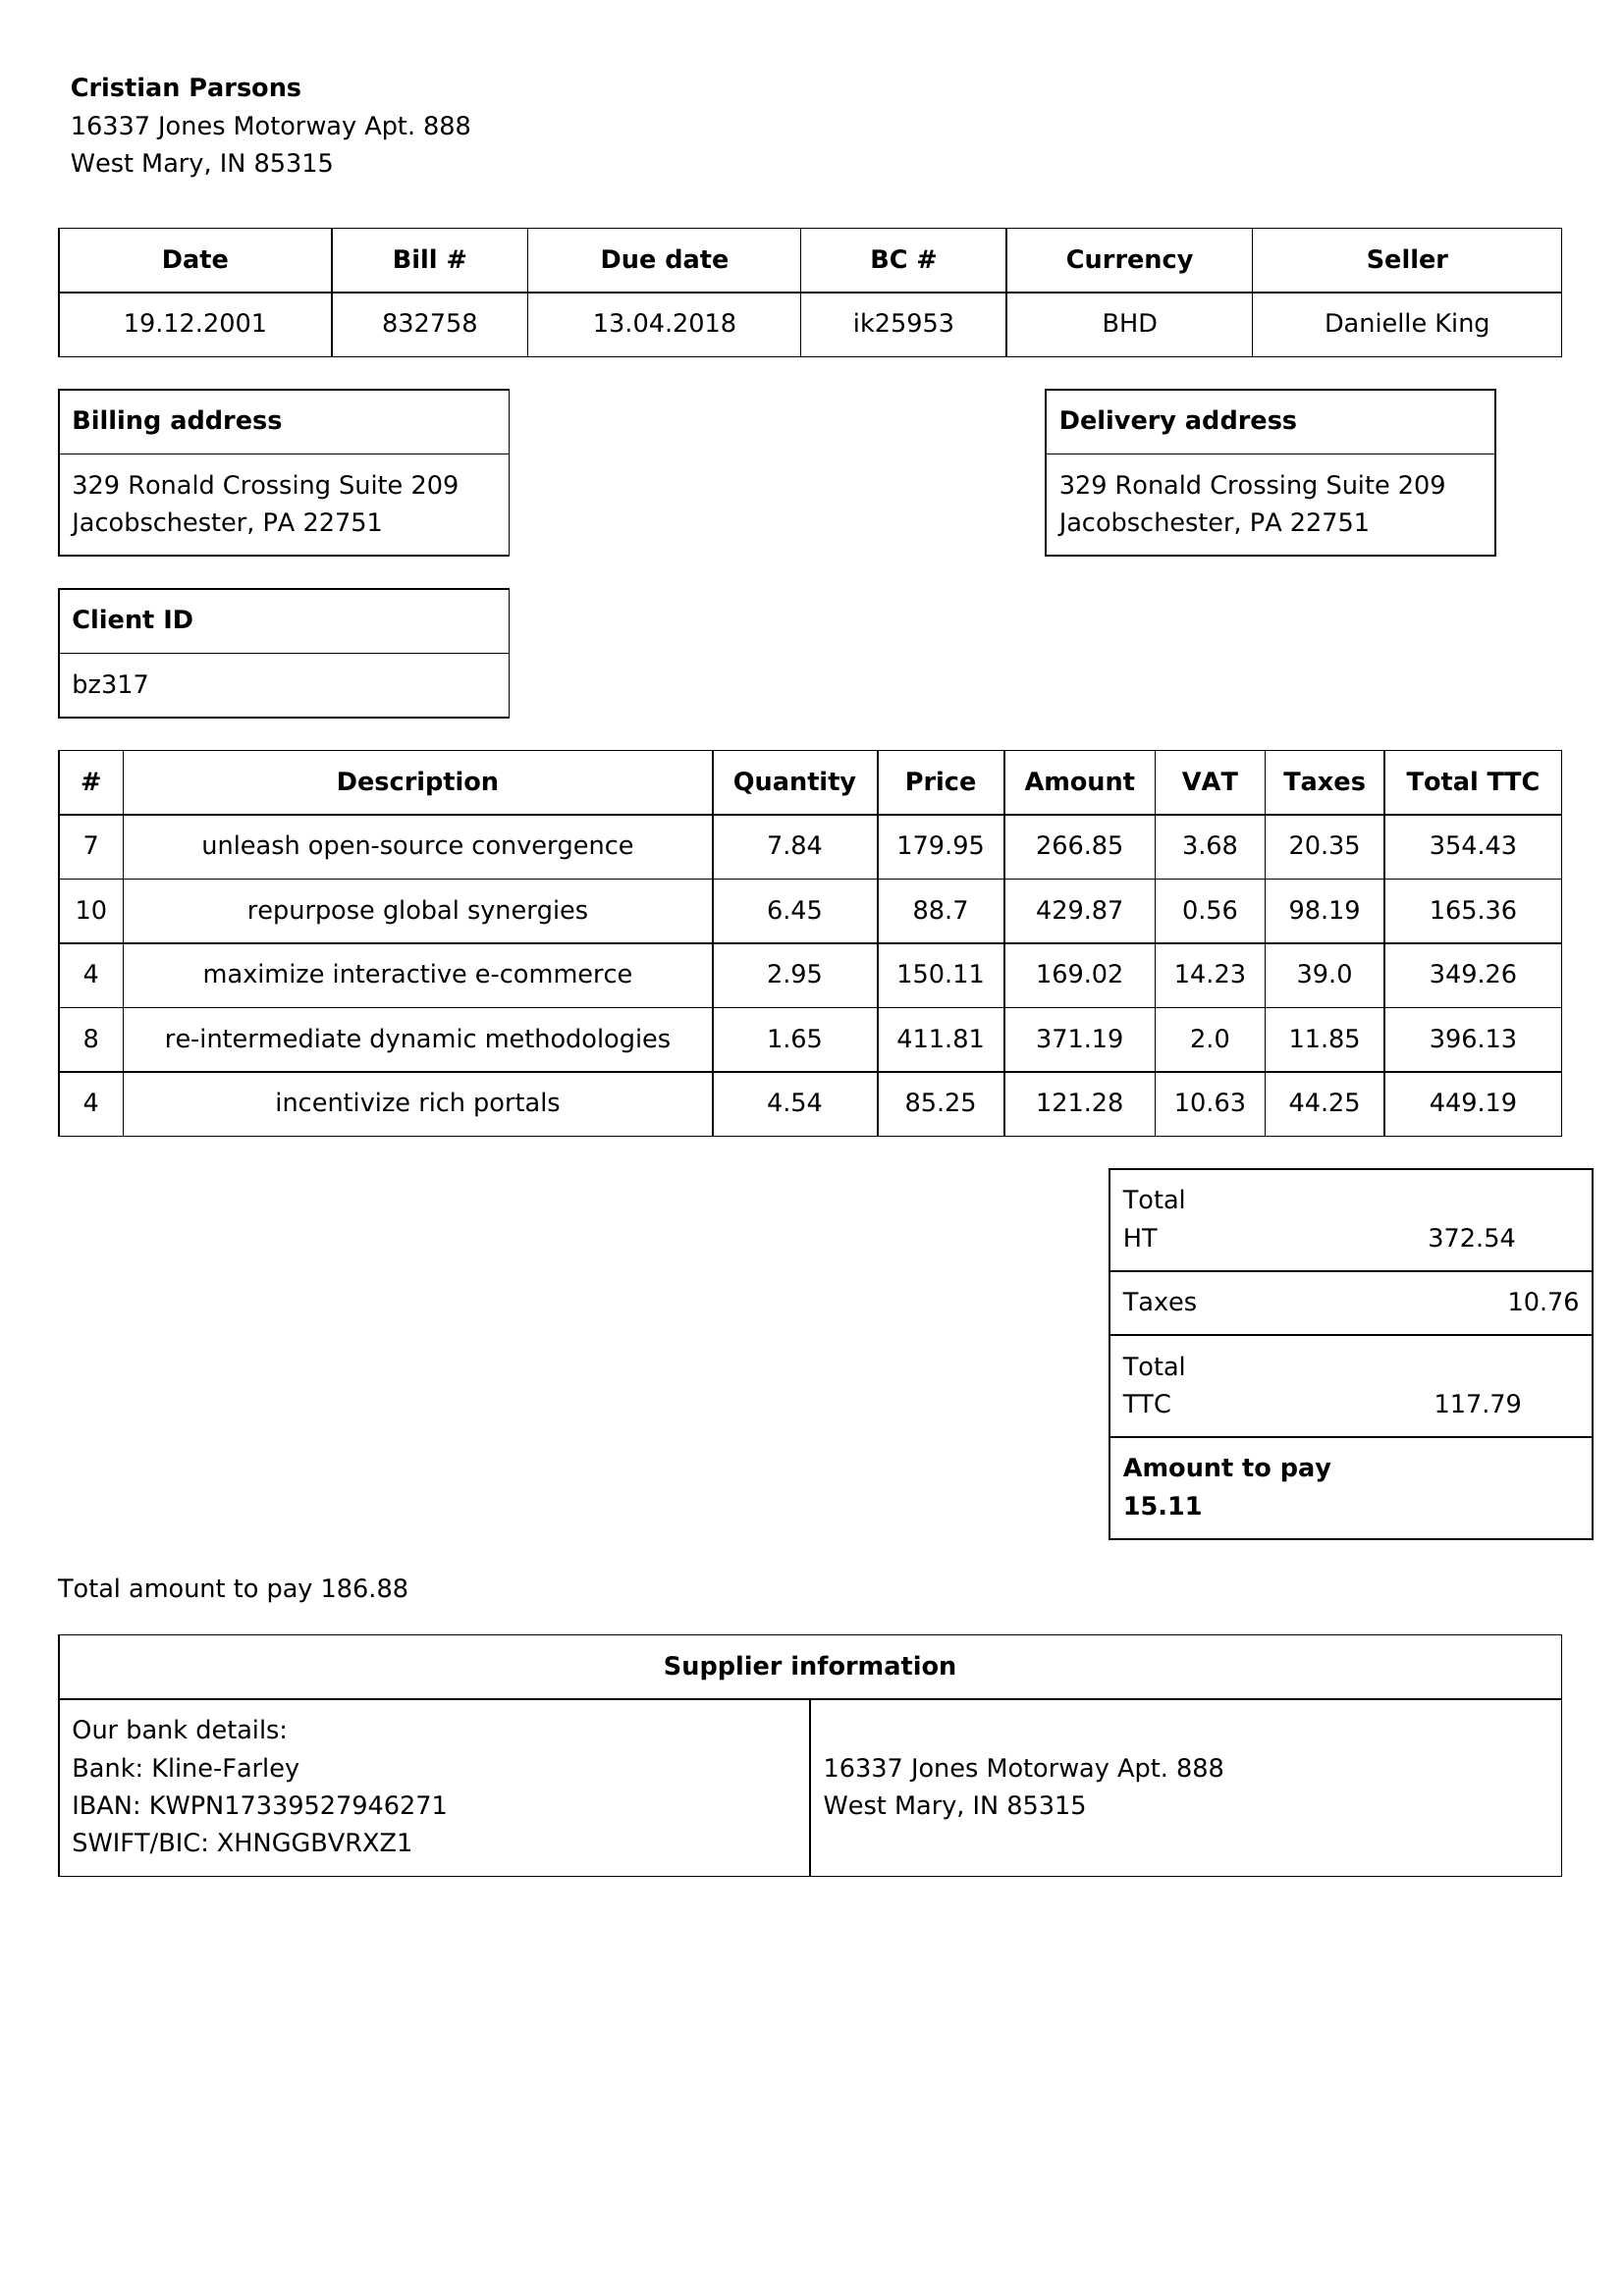 Cristian Parsons
16337 Jones Motorway Apt. 888
West Mary, IN 85315
Date Bill # Due date BC # Currency Seller
19.12.2001 832758 13.04.2018 ik25953 BHD Danielle King
Billing address
329 Ronald Crossing Suite 209
Jacobschester, PA 22751
Delivery address
329 Ronald Crossing Suite 209
Jacobschester, PA 22751
Client ID
bz317
# Description Quantity Price Amount VAT Taxes Total TTC
7 unleash open-source convergence 7.84 179.95 266.85 3.68 20.35 354.43
10 repurpose global synergies 6.45 88.7 429.87 0.56 98.19 165.36
4 maximize interactive e-commerce 2.95 150.11 169.02 14.23 39.0 349.26
8 re-intermediate dynamic methodologies 1.65 411.81 371.19 2.0 11.85 396.13
4 incentivize rich portals 4.54 85.25 121.28 10.63 44.25 449.19
Total
HT 372.54
Taxes 10.76
Total
TTC 117.79
Amount to pay
15.11
Total amount to pay 186.88
Supplier information
Our bank details:
Bank: Kline-Farley
IBAN: KWPN17339527946271
SWIFT/BIC: XHNGGBVRXZ1
16337 Jones Motorway Apt. 888
West Mary, IN 85315